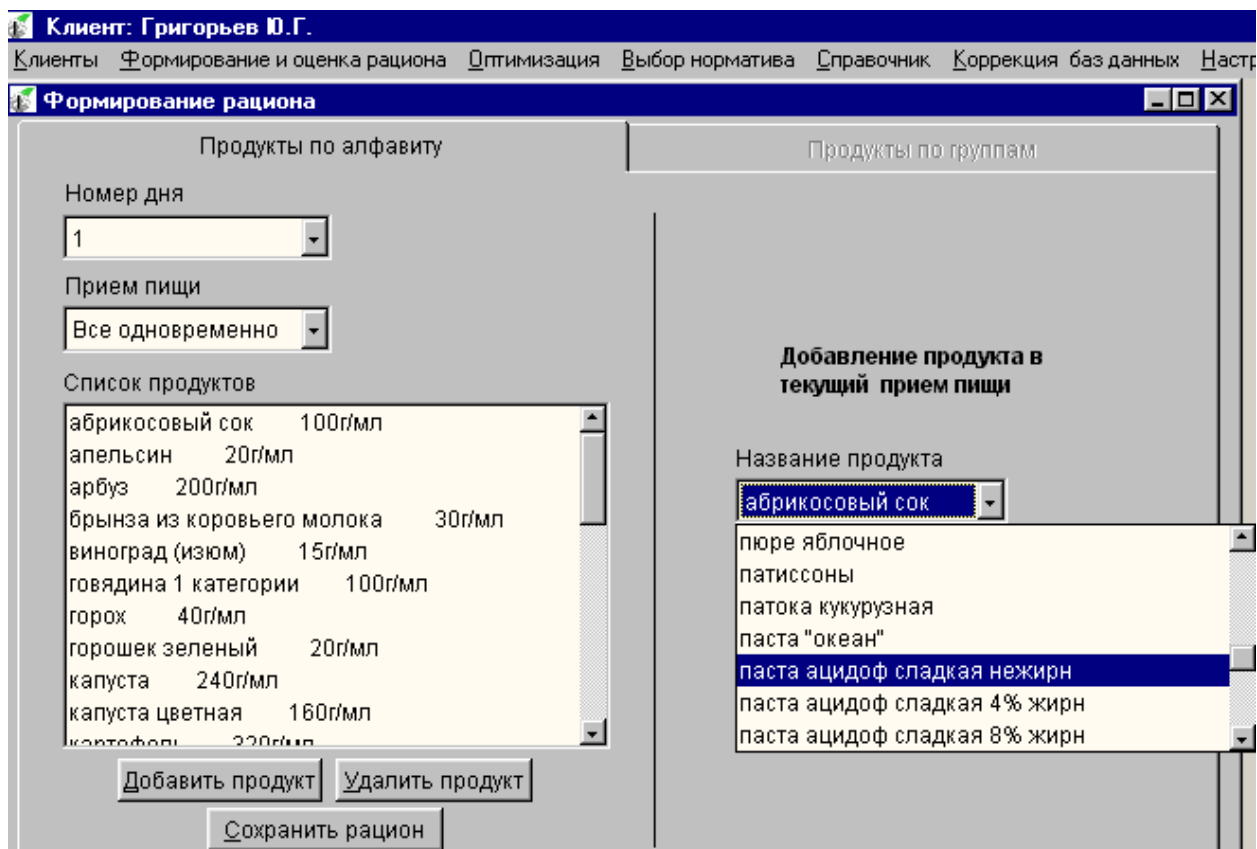 Клиент: Григорьев Ю.Г.
Клиенты Формирование и оценка рациона Оптимизация Выбор норматива Справочник Коррекция баз данных Настр
Формирование рациона
Продукты по алфавиту
Продукты по группам
Номер дня
1
Прием пищи
Все одновременно
Список продуктов
абрикосовый сок 100г/мл
апельсин 20г/мл
арбуз 200г/мл
брынза из коровьего молока 30г/мл
виноград (изюм) 15г/мл
говядина 1 категории 100г/мл
горох 40г/мл
горошек зеленый 20г/мл
капуста 240г/мл
капуста цветная 160г/мл
картофель 320г/мл
Добавить продукт Удалить продукт
Сохранить рацион
Добавление продукта в
текущий прием пищи
Название продукта
абрикосовый сок
пюре яблочное
патиссоны
патока кукурузная
паста "океан"
паста ацидоф сладкая нежирн
паста ацидоф сладкая 4% жирн
паста ацидоф сладкая 8% жирн